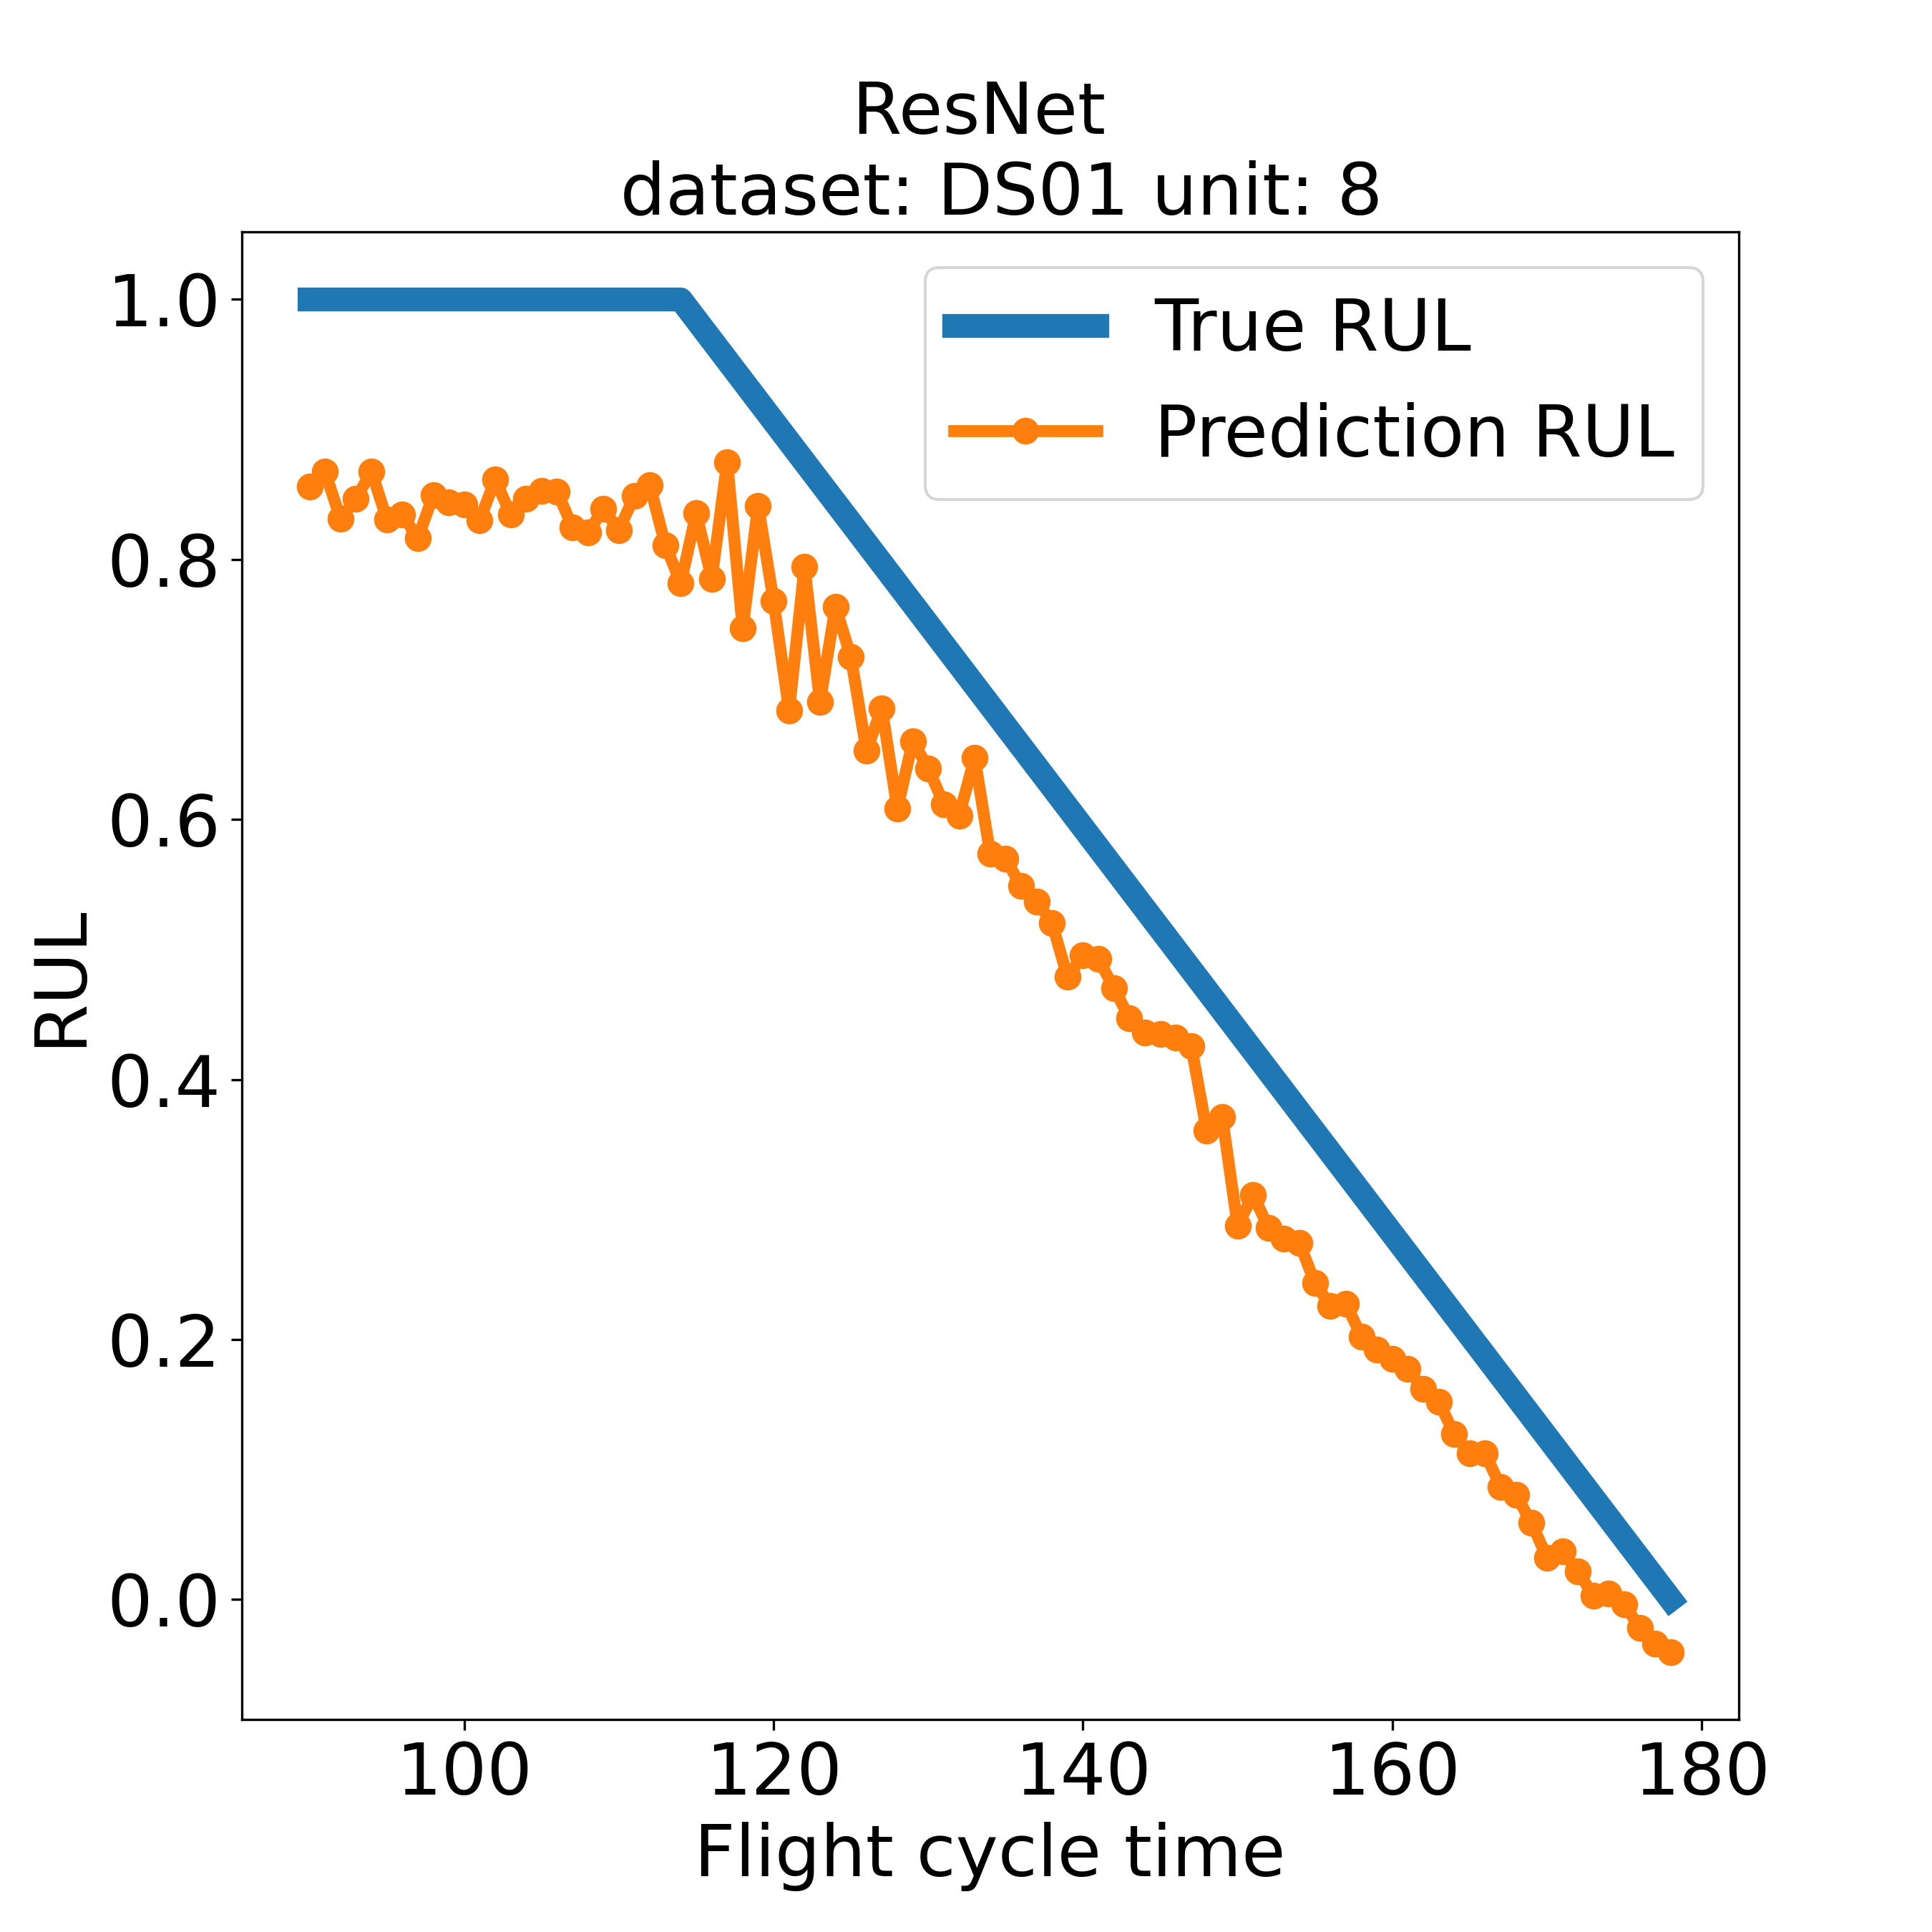 ResNet
dataset: DS01 unit: 8
True RUL
Prediction RUL
1.0
0.8
0.6
0.4
0.2
0.0
RUL
100 120 140 160 180
Flight cycle time